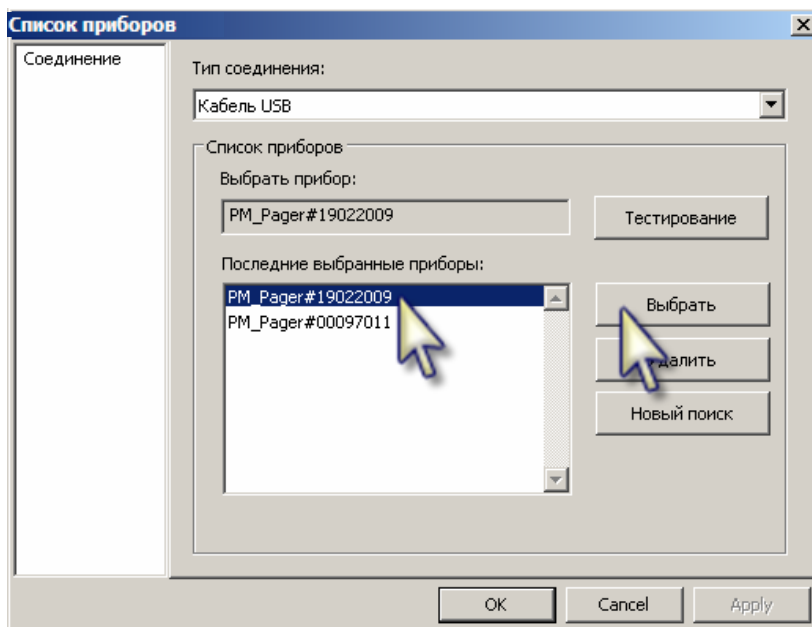 Список приборов
Соединение
Тип соединения:
Кабель USB
Список приборов
Выбрать прибор:
PM_Pager#19022009
Тестирование
Последние выбранные приборы:
PM_Pager#19022009
PM_Pager#00097011
Выбрать
Удалить
Новый поиск
OK
Cancel
Apply